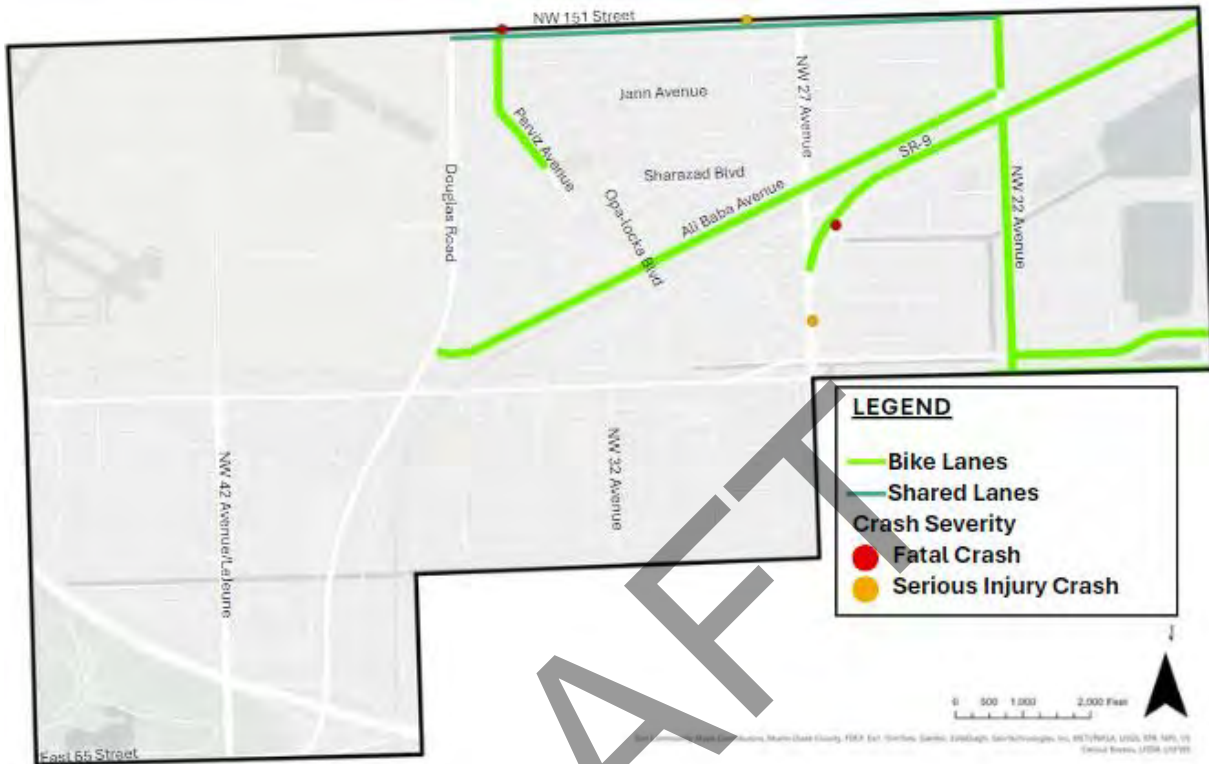 NW 151 Street
Jann Avenue
NW 27 Avenue
Perviz Avenue
Sharazad Blvd
SR-9
Douglas Road
Ali Baba Avenue
Opa-locka Blvd
NW 22 Avenue
LEGEND
Bike Lanes
Shared Lanes
Crash Severity
Fatal Crash
Serious Injury Crash
NW 32 Avenue
NW 42 Avenue/LeJeune
East 65 Street
0 500 1,000 2,000 Feet
AFT